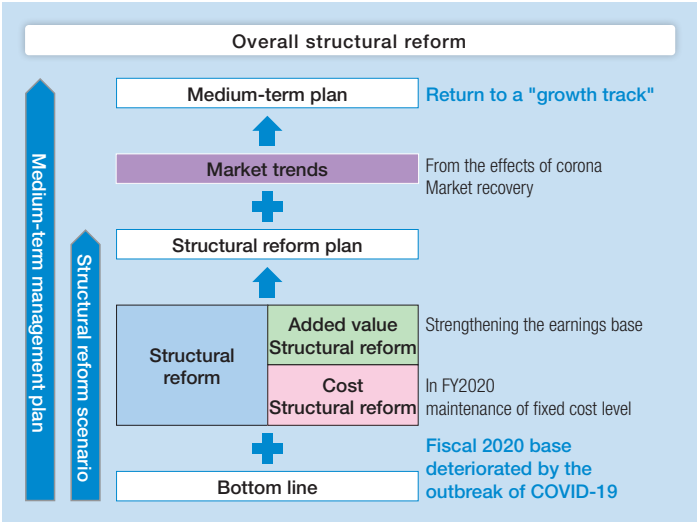 Overall structural reform
Medium-term management plan
Structural reform scenario
Medium-term plan
Return to a "growth track"
Market trends
From the effects of corona
Market recovery
Structural reform plan
Structural
reform
Added value
Structural reform
Strengthening the earnings base
Cost
Structural reform
In FY2020
maintenance of fixed cost level
Bottom line
Fiscal 2020 base
deteriorated by the
outbreak of COVID-19